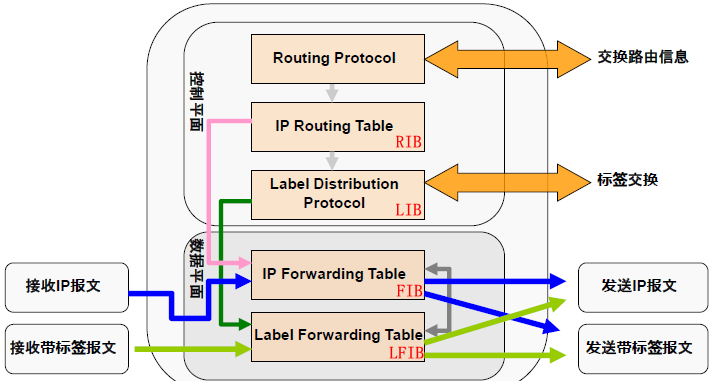 Routing Protocol
交换路由信息
控制平面
IP Routing Table
RIB
Label Distribution
Protocol
LIB
标签交换
数据平面
接收IP报文
IP Forwarding Table
FIB
发送IP报文
接收带标签报文
Label Forwarding Table
LFIB
发送带标签报文